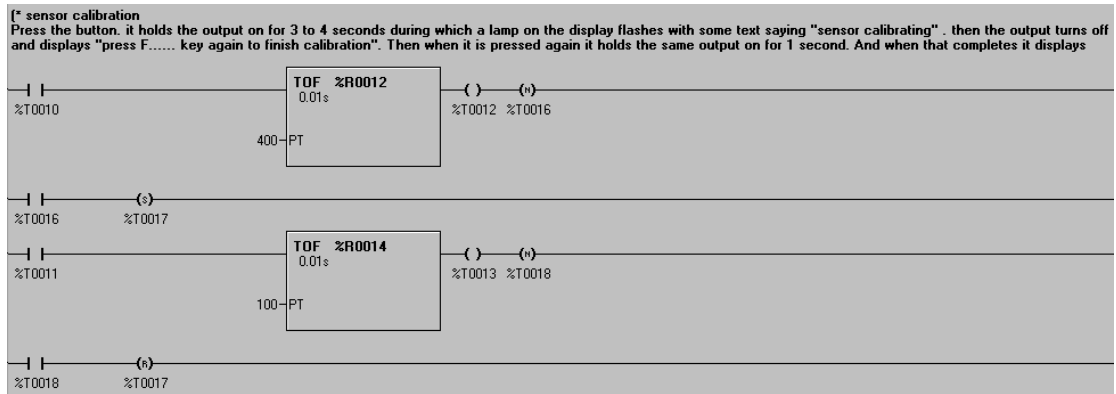 (* sensor calibration
Press the button. it holds the output on for 3 to 4 seconds during which a lamp on the display flashes with some text saying "sensor calibrating" . then the output turns off
and displays "press F...... key again to finish calibration". Then when it is pressed again it holds the same output on for 1 second. And when that completes it displays
TOF %R0012
0.01s
%T0010
( ) (N)
%T0012 %T0016
400 PT
(S)
%T0016 %T0017
TOF %R0014
0.01s
( ) (N)
%T0011
%T0013 %T0018
100 PT
(R)
%T0018 %T0017